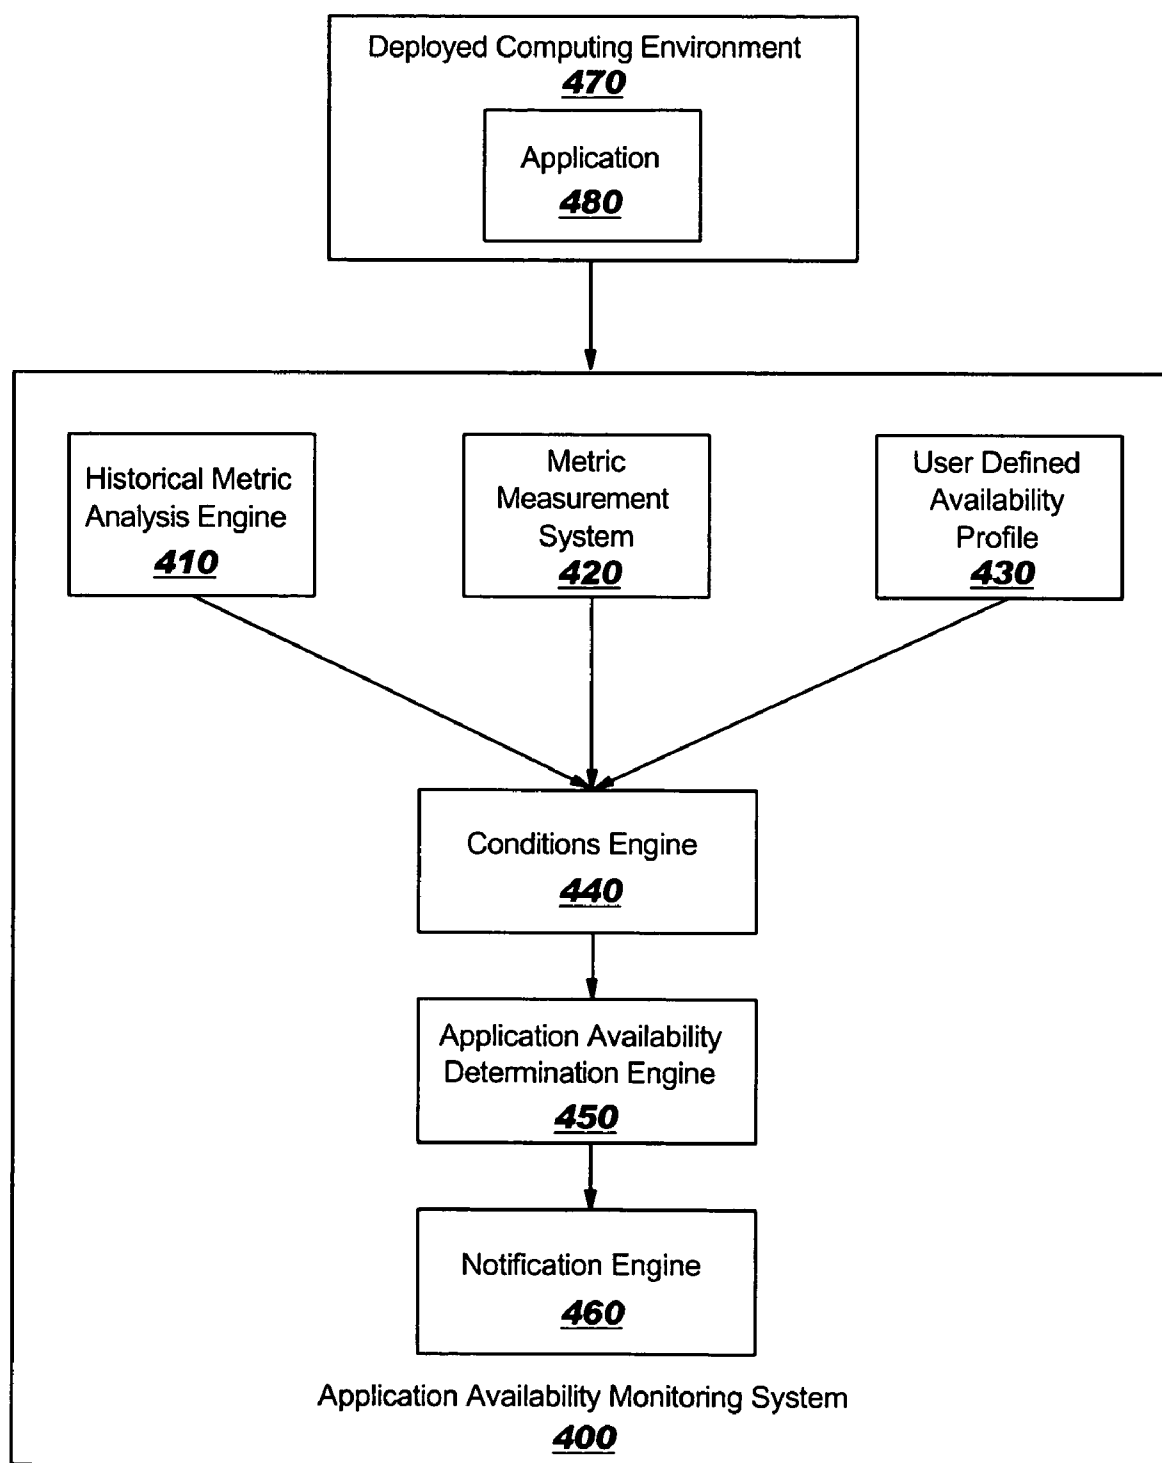 Deployed Computing Environment
470
Application
480
Historical Metric
Analysis Engine
410
Metric
Measurement
System
420
User Defined
Availability
Profile
430
Conditions Engine
440
Application Availability
Determination Engine
450
Notification Engine
460
Application Availability Monitoring System
400